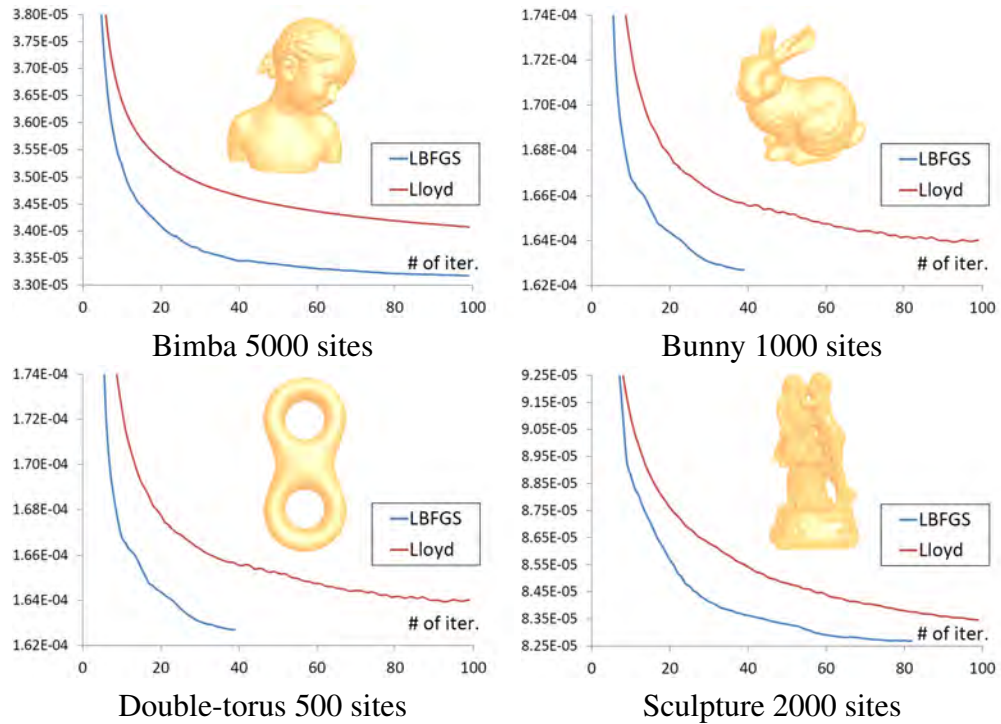 3.80E-05
3.75E-05
3.70E-05
3.65E-05
3.60E-05
3.55E-05
3.50E-05
3.45E-05
3.40E-05
3.35E-05
3.30E-05
LBFGS
Lloyd
# of iter.
0 20 40 60 80 100
Bimba 5000 sites
1.74E-04
1.72E-04
1.70E-04
1.68E-04
1.66E-04
1.64E-04
1.62E-04
LBFGS
Lloyd
# of iter.
0 20 40 60 80 100
Bunny 1000 sites
1.74E-04
1.72E-04
1.70E-04
1.68E-04
1.66E-04
1.64E-04
1.62E-04
LBFGS
Lloyd
# of iter.
0 20 40 60 80 100
Double-torus 500 sites
9.25E-05
9.15E-05
9.05E-05
8.95E-05
8.85E-05
8.75E-05
8.65E-05
8.55E-05
8.45E-05
8.35E-05
8.25E-05
LBFGS
Lloyd
# of iter.
0 20 40 60 80 100
Sculpture 2000 sites